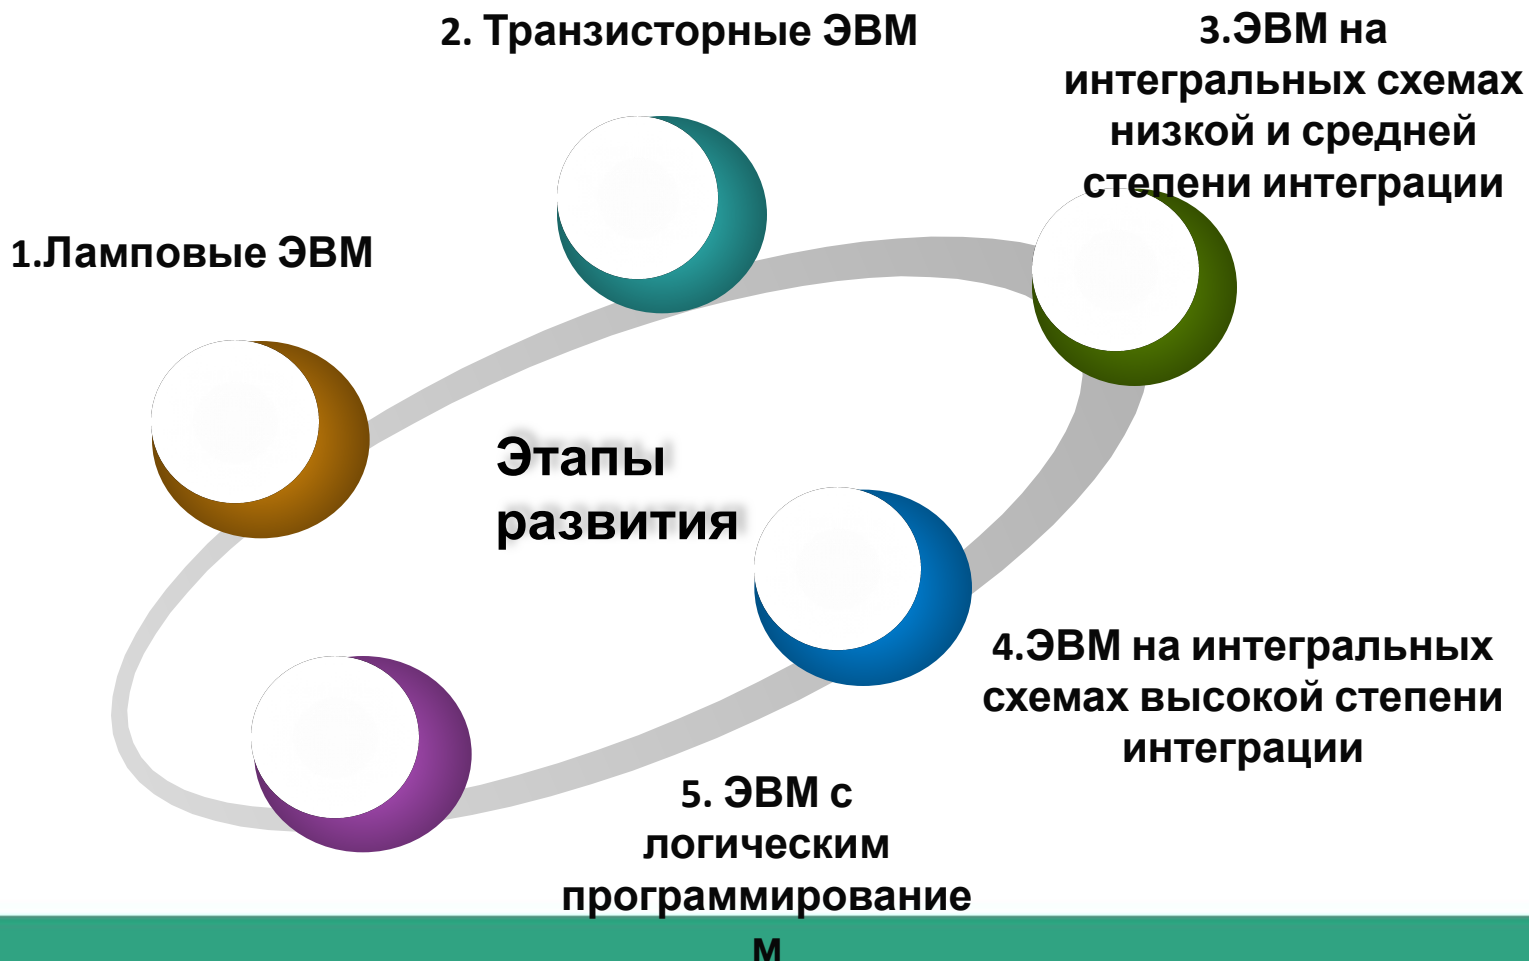 1.Ламповые ЭВМ
2. Транзисторные ЭВМ
3.ЭВМ на
интегральных схемах
низкой и средней
степени интеграции
Этапы
развития
4.ЭВМ на интегральных
схемах высокой степени
интеграции
5. ЭВМ с
логическим
программирование
м